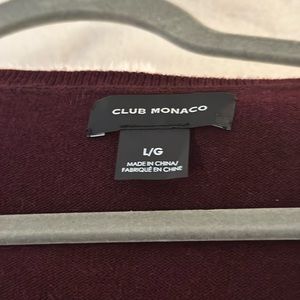 CLUB MONACO
L/G
MADE IN CHINA/
FABRIQUÉ EN CHINE